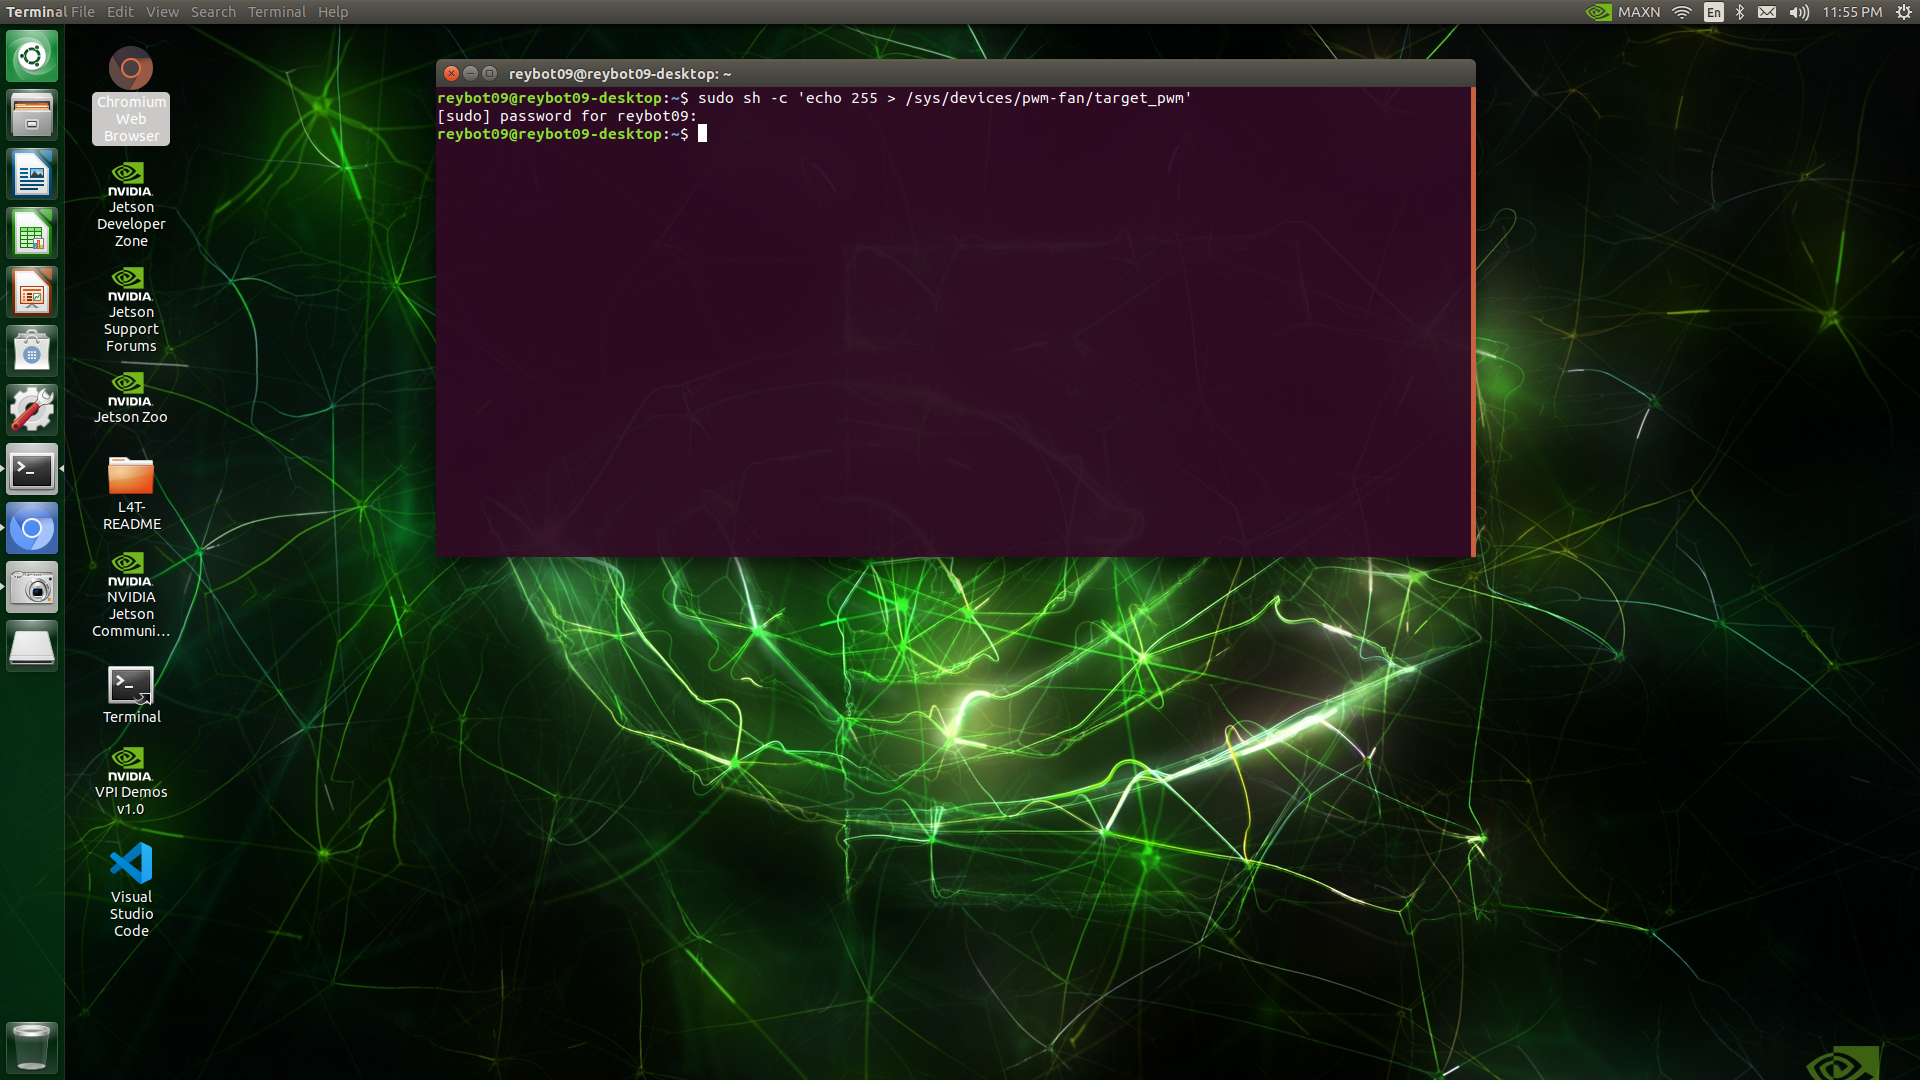 Terminal File Edit View Search Terminal Help
MAXN En 11:55 PM
Chromium
Web
Browser
NVIDIA.
Jetson
Developer
Zone
NVIDIA.
Jetson
Support
Forums
NVIDIA.
Jetson Zoo
L4T-
README
NVIDIA.
NVIDIA
Jetson
Communi...
>_
Terminal
NVIDIA.
VPI Demos
v1.0
Visual
Studio
Code
reybot09@reybot09-desktop: ~
reybot09@reybot09-desktop:~$ sudo sh -c 'echo 255 > /sys/devices/pwm-fan/target_pwm'
[sudo] password for reybot09:
reybot09@reybot09-desktop:~$